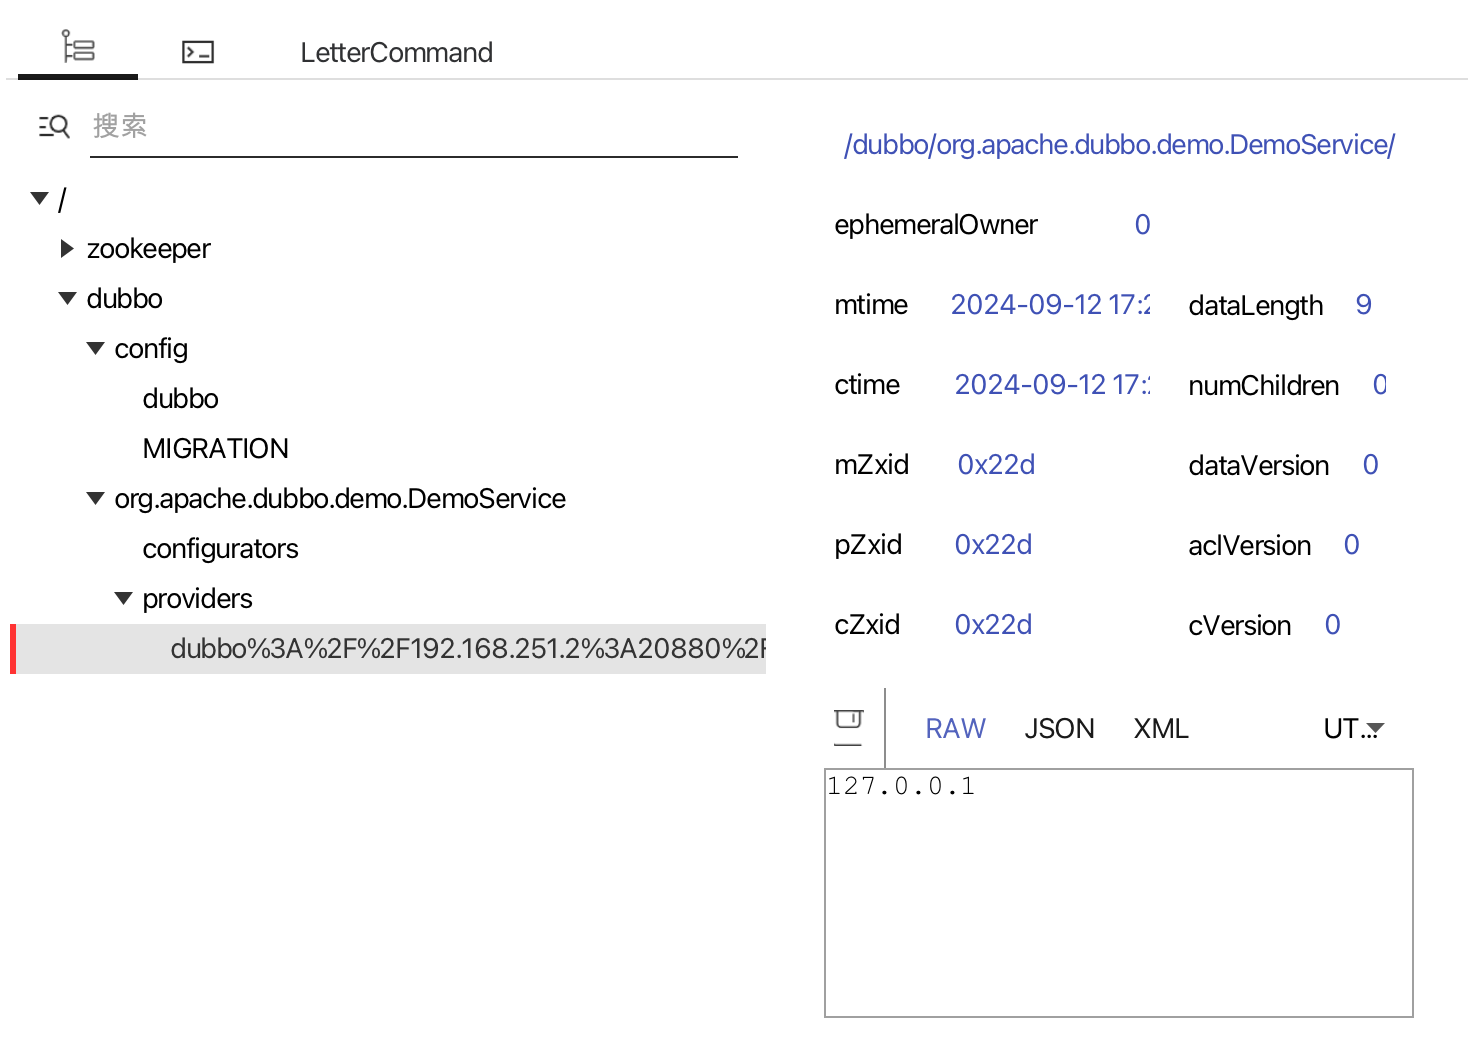 LetterCommand
搜索
/
zookeeper
dubbo
config
dubbo
MIGRATION
org.apache.dubbo.demo.DemoService
configurators
providers
dubbo%3A%2F%2F192.168.251.2%3A20880%2F
/dubbo/org.apache.dubbo.demo.DemoService/
ephemeralOwner 0
mtime 2024-09-12 17:2 dataLength 9
ctime 2024-09-12 17: numChildren 0
mZxid 0x22d dataVersion 0
pZxid 0x22d aclVersion 0
cZxid 0x22d cVersion 0
RAW JSON XML UT...
127.0.0.1